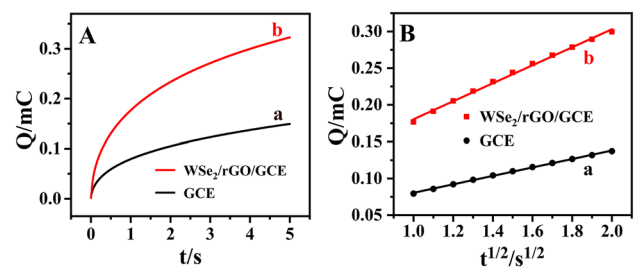 A
b
a
WSe2/rGO/GCE
GCE
Q/mC
0.3
0.2
0.1
0.0
0
1
2
3
4
5
t/s
B
b
WSe2/rGO/GCE
GCE
a
Q/mC
0.30
0.25
0.20
0.15
0.10
0.05
1.0
1.2
1.4
1.6
1.8
2.0
t1/2/s1/2